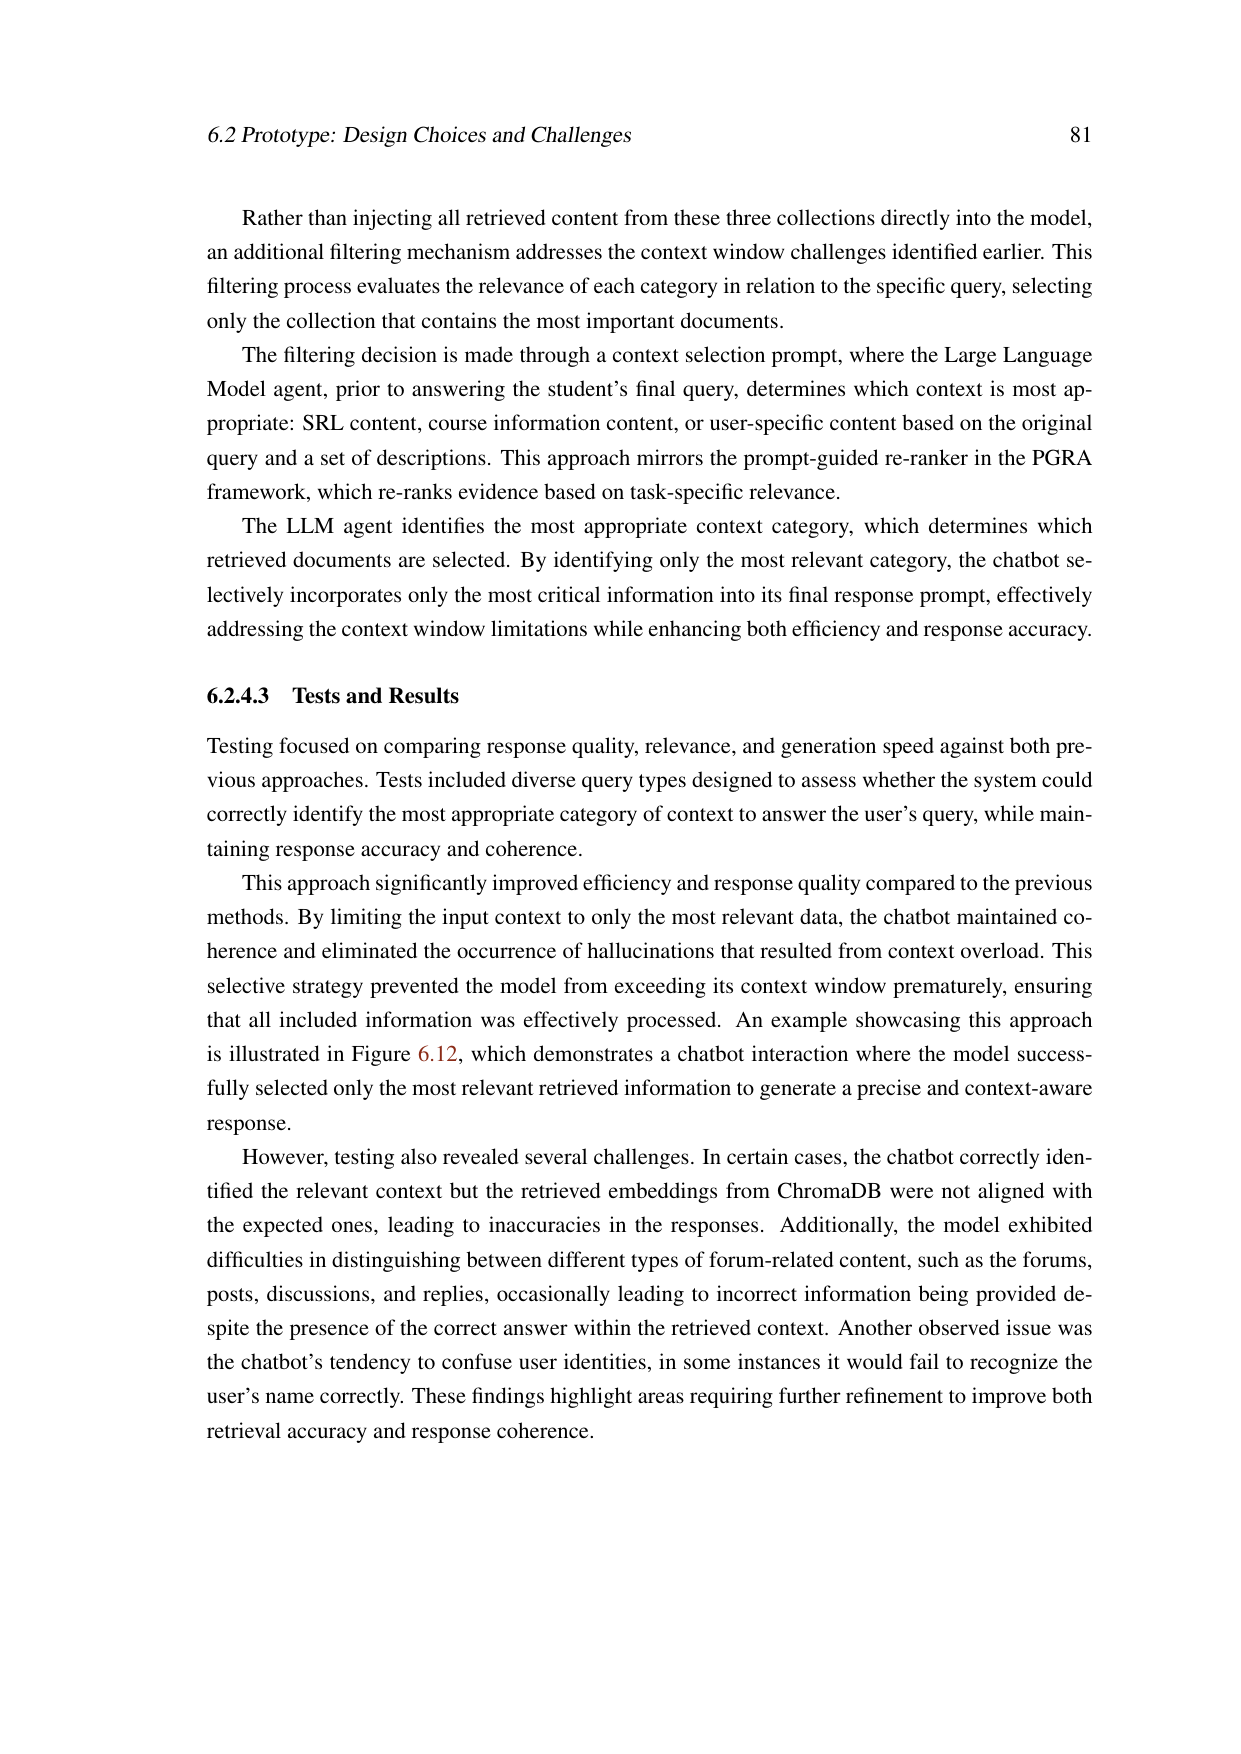 6.2 Prototype: Design Choices and Challenges 81
Rather than injecting all retrieved content from these three collections directly into the model,
an additional filtering mechanism addresses the context window challenges identified earlier. This
filtering process evaluates the relevance of each category in relation to the specific query, selecting
only the collection that contains the most important documents.
The filtering decision is made through a context selection prompt, where the Large Language
Model agent, prior to answering the student's final query, determines which context is most ap-
propriate: SRL content, course information content, or user-specific content based on the original
query and a set of descriptions. This approach mirrors the prompt-guided re-ranker in the PGRA
framework, which re-ranks evidence based on task-specific relevance.
The LLM agent identifies the most appropriate context category, which determines which
retrieved documents are selected. By identifying only the most relevant category, the chatbot se-
lectively incorporates only the most critical information into its final response prompt, effectively
addressing the context window limitations while enhancing both efficiency and response accuracy.
6.2.4.3 Tests and Results
Testing focused on comparing response quality, relevance, and generation speed against both pre-
vious approaches. Tests included diverse query types designed to assess whether the system could
correctly identify the most appropriate category of context to answer the user's query, while main-
taining response accuracy and coherence.
This approach significantly improved efficiency and response quality compared to the previous
methods. By limiting the input context to only the most relevant data, the chatbot maintained co-
herence and eliminated the occurrence of hallucinations that resulted from context overload. This
selective strategy prevented the model from exceeding its context window prematurely, ensuring
that all included information was effectively processed. An example showcasing this approach
is illustrated in Figure 6.12, which demonstrates a chatbot interaction where the model success-
fully selected only the most relevant retrieved information to generate a precise and context-aware
response.
However, testing also revealed several challenges. In certain cases, the chatbot correctly iden-
tified the relevant context but the retrieved embeddings from ChromaDB were not aligned with
the expected ones, leading to inaccuracies in the responses. Additionally, the model exhibited
difficulties in distinguishing between different types of forum-related content, such as the forums,
posts, discussions, and replies, occasionally leading to incorrect information being provided de-
spite the presence of the correct answer within the retrieved context. Another observed issue was
the chatbot's tendency to confuse user identities, in some instances it would fail to recognize the
user's name correctly. These findings highlight areas requiring further refinement to improve both
retrieval accuracy and response coherence.